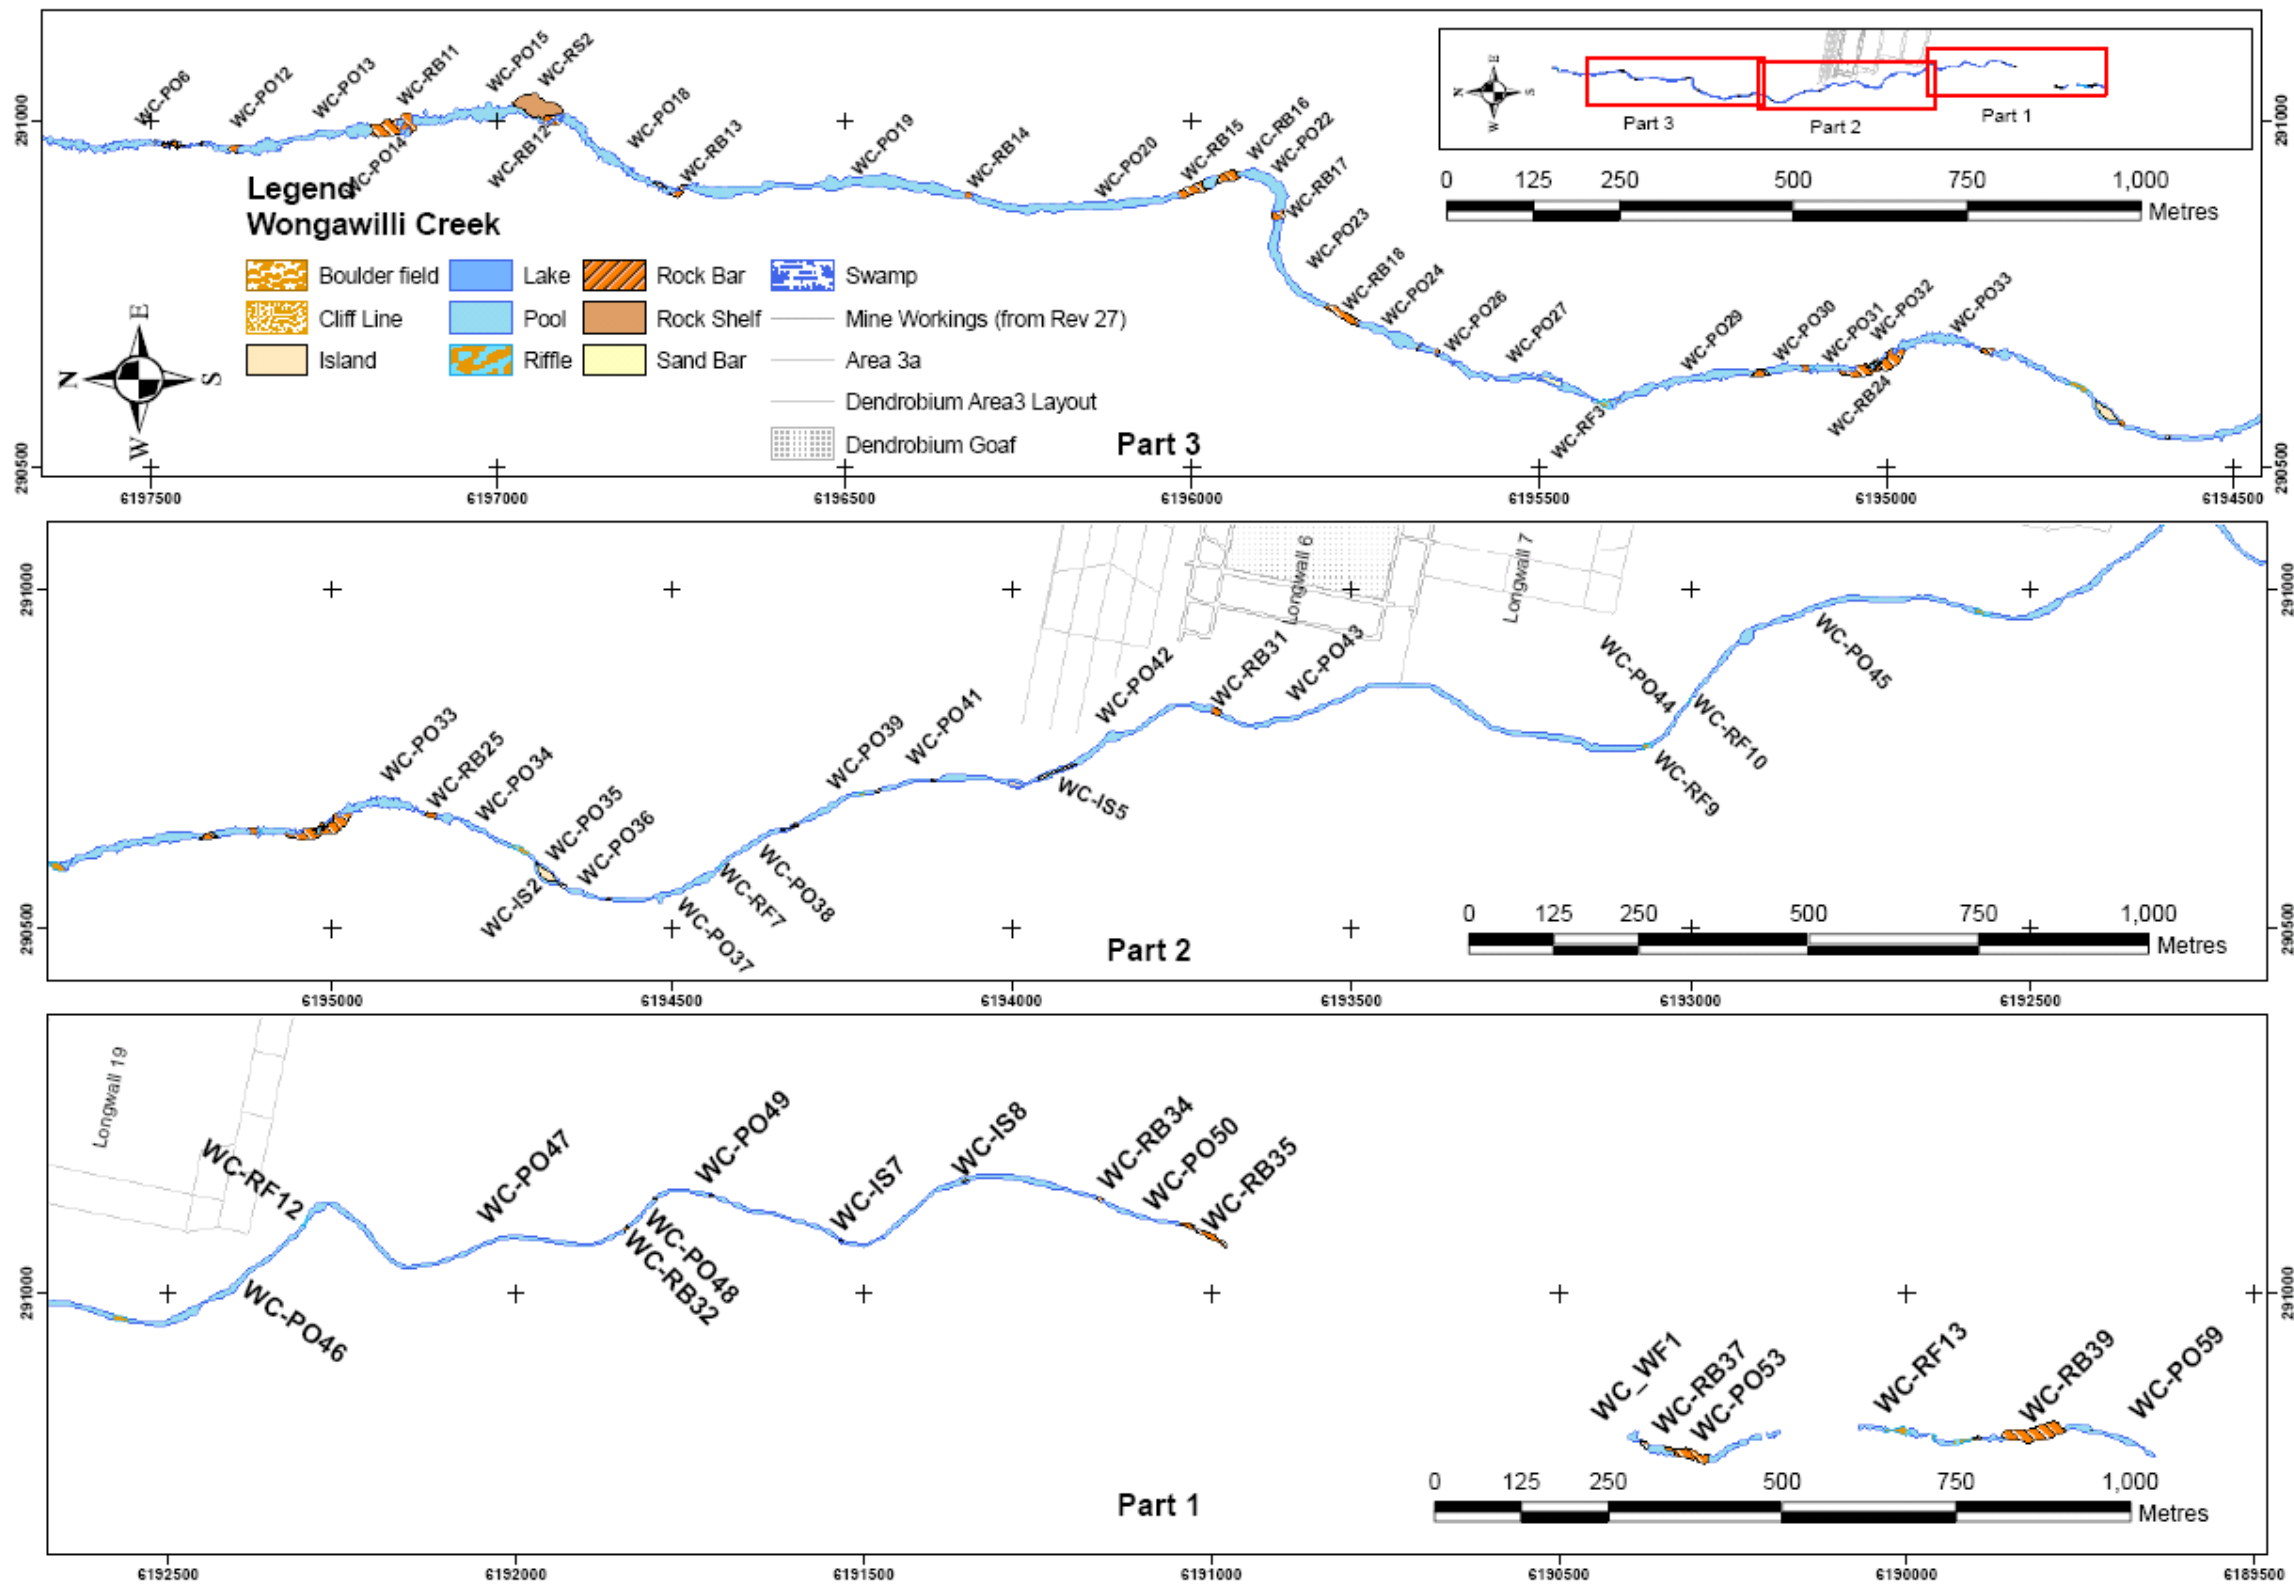 WC-PO6
WC-PO12
WC-PO13
WC-RB11
WC-PO15
WC-RS2
WC-PO14
WC-RB12
WC-PO18
WC-RB13
WC-PO19
WC-RB14
WC-PO20
WC-RB15
WC-RB16
WC-PO22
WC-RB17
WC-PO23
WC-RB18
WC-PO24
WC-PO26
WC-PO27
WC-RF3
WC-PO29
WC-PO30
WC-PO31
WC-PO32
WC-RB24
WC-PO33
N E S W
Part 3 Part 2 Part 1
0 125 250 500 750 1,000
Metres
Legend
Wongawilli Creek
Boulder field Lake Rock Bar Swamp
Cliff Line Pool Rock Shelf Mine Workings (from Rev 27)
Island Riffle Sand Bar Area 3a
Dendrobium Area3 Layout
Dendrobium Goaf
N E S W
Part 3
291000 291000
290500 290500
6197500 6197000 6196500 6196000 6195500 6195000 6194500
Longwall 6
Longwall 7
WC-PO33
WC-RB25
WC-PO34
WC-PO35
WC-PO36
WC-IS2
WC-PO37
WC-RF7
WC-PO38
WC-PO39
WC-PO41
WC-IS5
WC-PO42
WC-RB31
WC-PO43
WC-PO44
WC-RF10
WC-RF9
WC-PO45
0 125 250 500 750 1,000
Metres
Part 2
291000 291000
290500 290500
6195000 6194500 6194000 6193500 6193000 6192500
Longwall 19
WC-RF12
WC-PO46
WC-PO47
WC-PO49
WC-PO48
WC-RB32
WC-IS7
WC-IS8
WC-RB34
WC-PO50
WC-RB35
WC_WF1
WC-RB37
WC-PO53
WC-RF13
WC-RB39
WC-PO59
0 125 250 500 750 1,000
Metres
Part 1
291000 291000
6192500 6192000 6191500 6191000 6190500 6190000 6189500